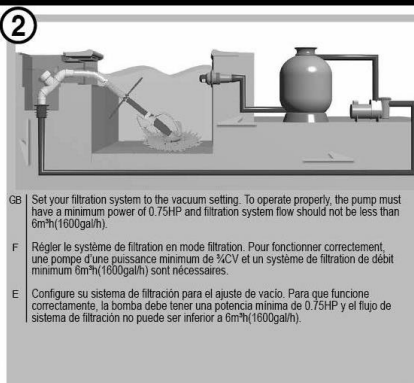 2
GB Set your filtration system to the vacuum setting. To operate properly, the pump must
have a minimum power of 0.75HP and filtration system flow should not be less than
6m³h(1600gal/h).
F Régler le système de filtration en mode filtration. Pour fonctionner correctement,
une pompe d'une puissance minimum de ¾CV et un système de filtration de débit
minimum 6m³h(1600gal/h) sont nécessaires.
E Configure su sistema de filtración para el ajuste de vacío. Para que funcione
correctamente, la bomba debe tener una potencia mínima de 0.75HP y el flujo de
sistema de filtración no puede ser inferior a 6m³h(1600gal/h).